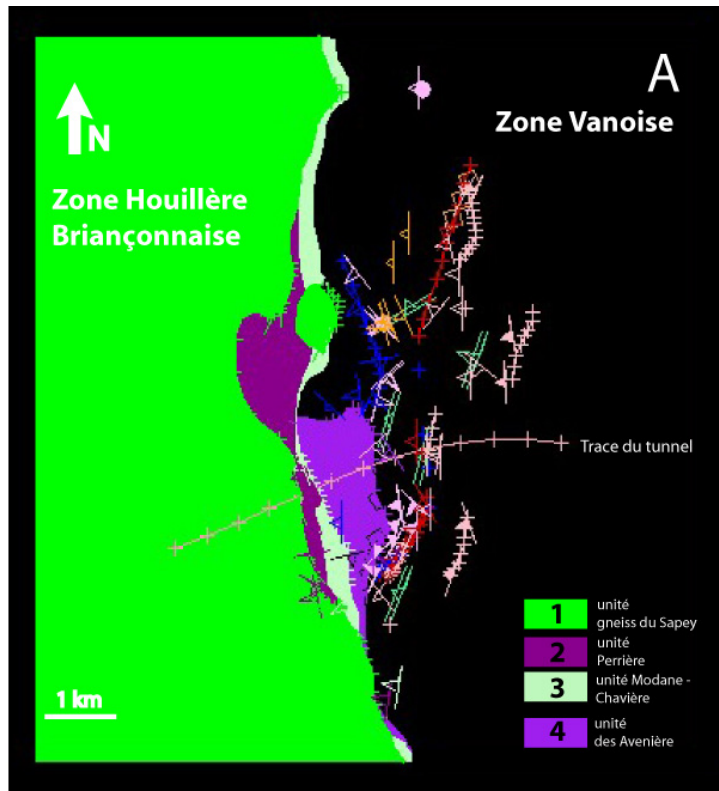 A
Zone Vanoise
N
Zone Houillère
Briançonnaise
Trace du tunnel
1 unité
gneiss du Sapey
2 unité
Perrière
3 unité Modane -
Chavière
4 unité
des Avenière
1 km